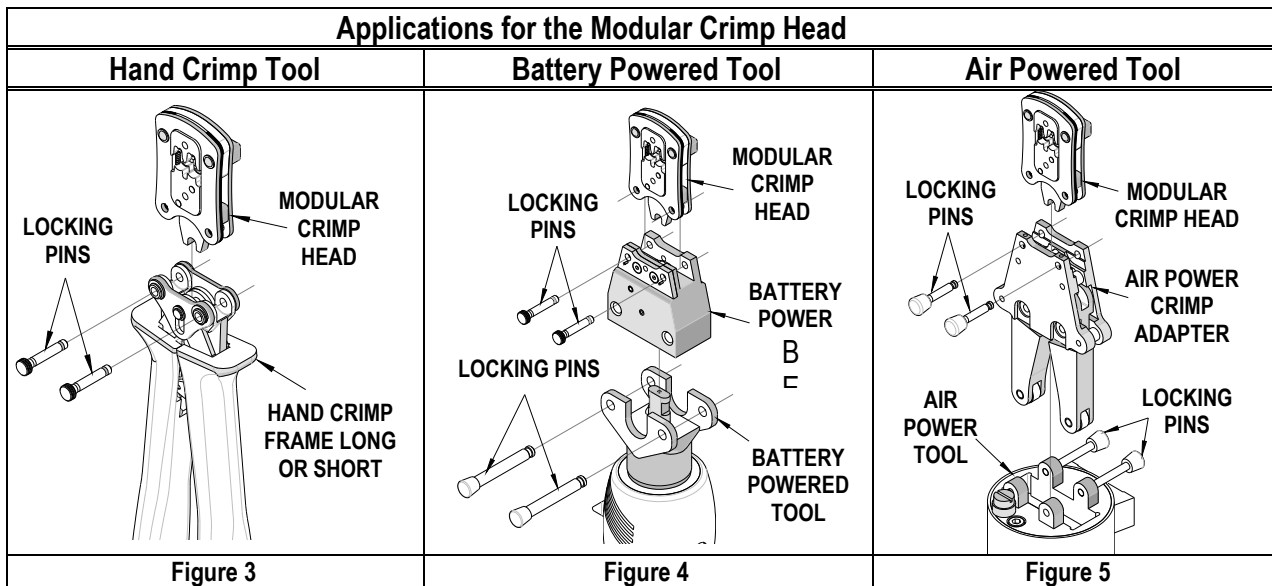 Applications for the Modular Crimp Head
Hand Crimp Tool
Battery Powered Tool
Air Powered Tool
LOCKING
PINS
MODULAR
CRIMP
HEAD
HAND CRIMP
FRAME LONG
OR SHORT
Figure 3
MODULAR
CRIMP
HEAD
LOCKING
PINS
BATTERY
POWER
B
LOCKING PINS
BATTERY
POWERED
TOOL
Figure 4
LOCKING
PINS
MODULAR
CRIMP HEAD
AIR POWER
CRIMP
ADAPTER
AIR
POWER
TOOL
LOCKING
PINS
Figure 5